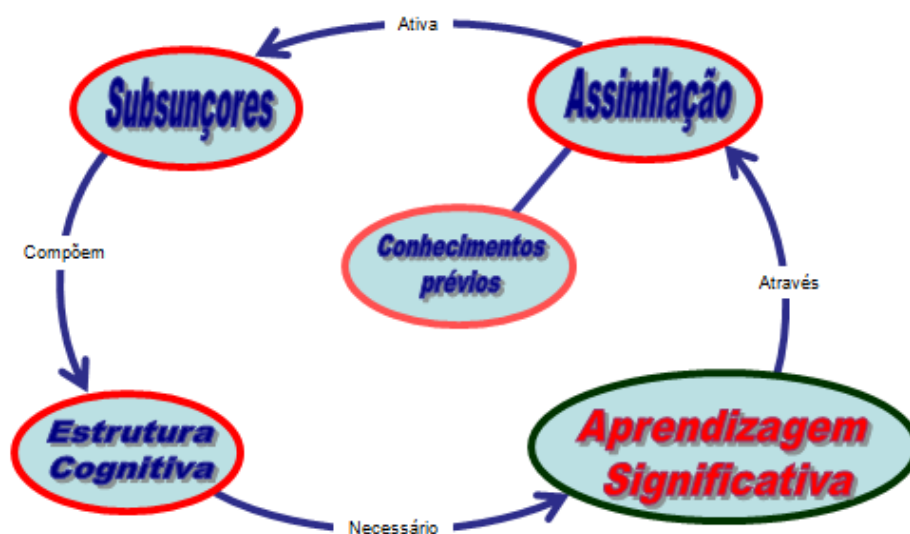 Ativa
Subsunçores
Assimilação
Conhecimentos
prévios
Compõem
Através
Estrutura
Cognitiva
Aprendizagem
Significativa
Necessário